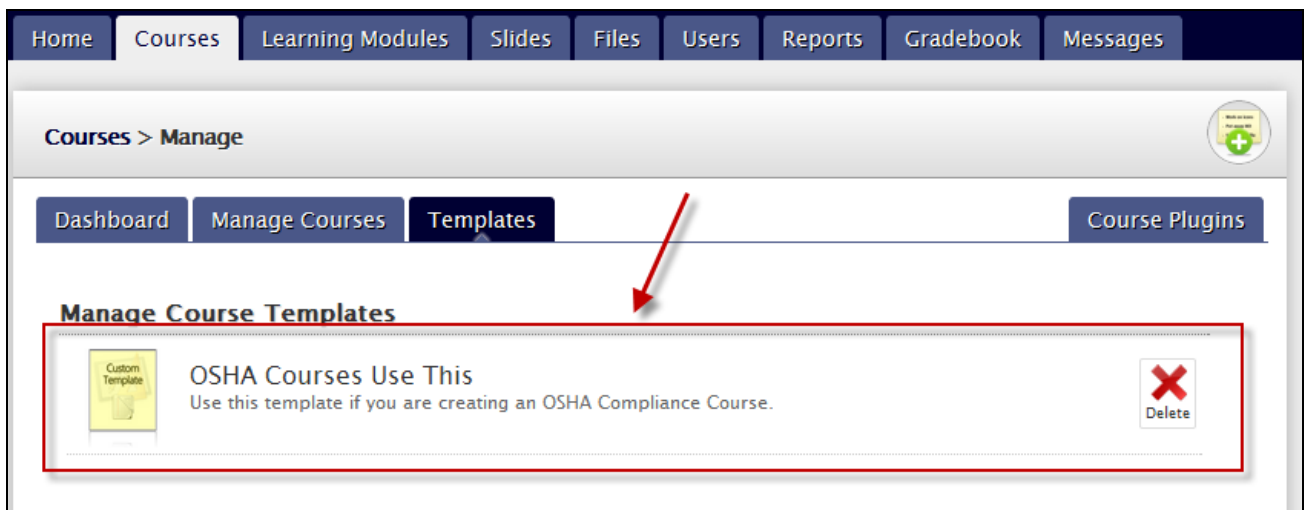 Home Courses Learning Modules Slides Files Users Reports Gradebook Messages
Courses > Manage
Dashboard Manage Courses Templates Course Plugins
Manage Course Templates
Custom
Template
OSHA Courses Use This
Use this template if you are creating an OSHA Compliance Course.
Delete